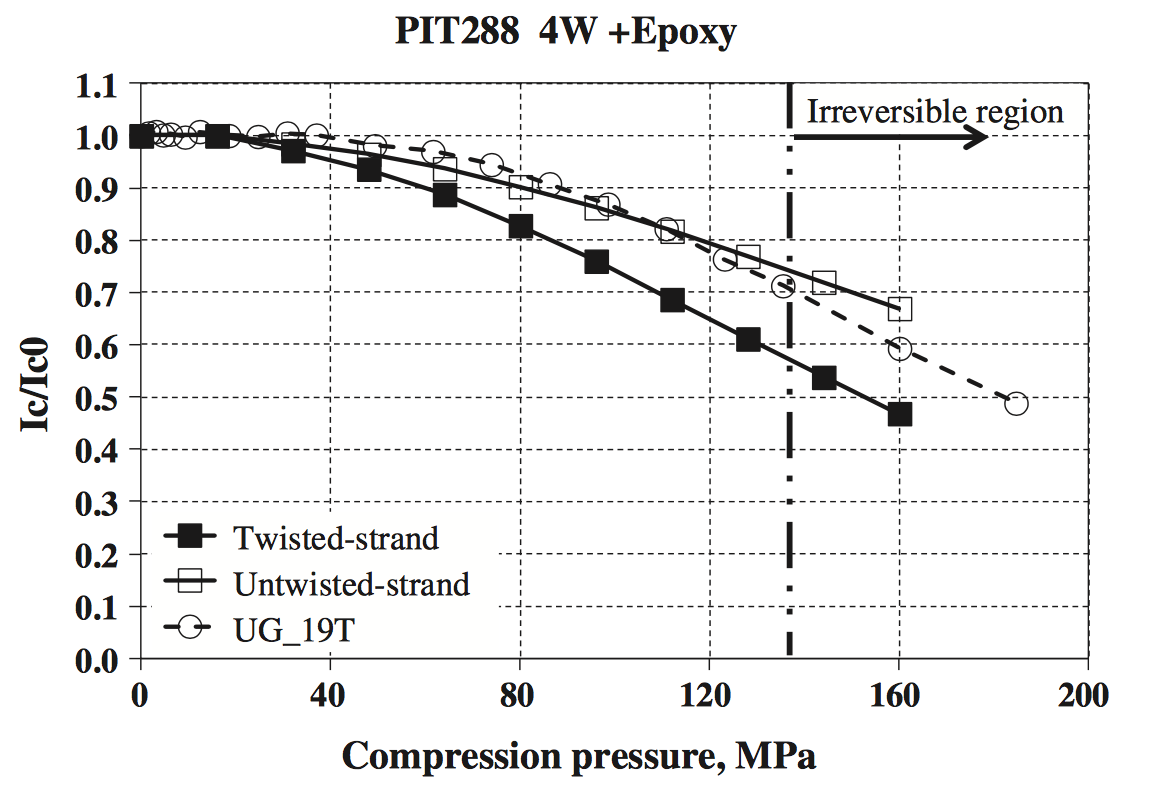 PIT288 4W +Epoxy
1.1
1.0
0.9
0.8
0.7
0.6
0.5
0.4
0.3
0.2
0.1
0.0
Ic/Ic0
Irreversible region
Twisted-strand
Untwisted-strand
UG_19T
0 40 80 120 160 200
Compression pressure, MPa